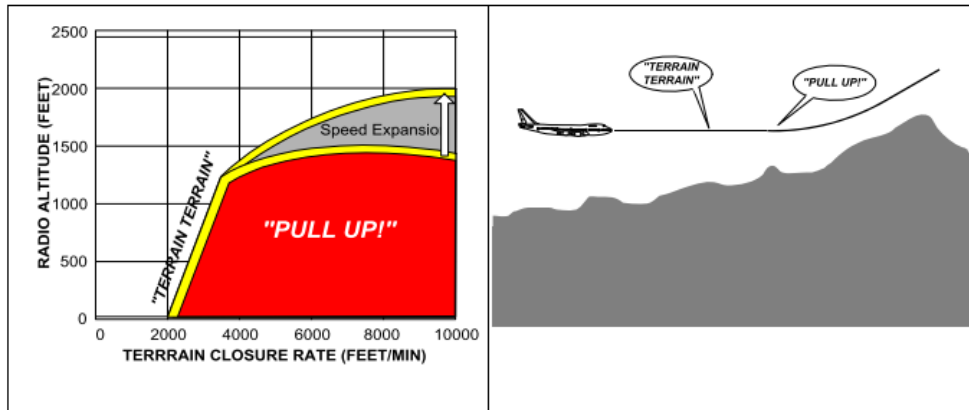 2500
2000
1500
1000
500
0
RADIO ALTITUDE (FEET)
"TERRAIN TERRAIN"
Speed Expansio
"PULL UP!"
0 2000 4000 6000 8000 10000
TERRRAIN CLOSURE RATE (FEET/MIN)
"TERRAIN
TERRAIN"
"PULL UP!"